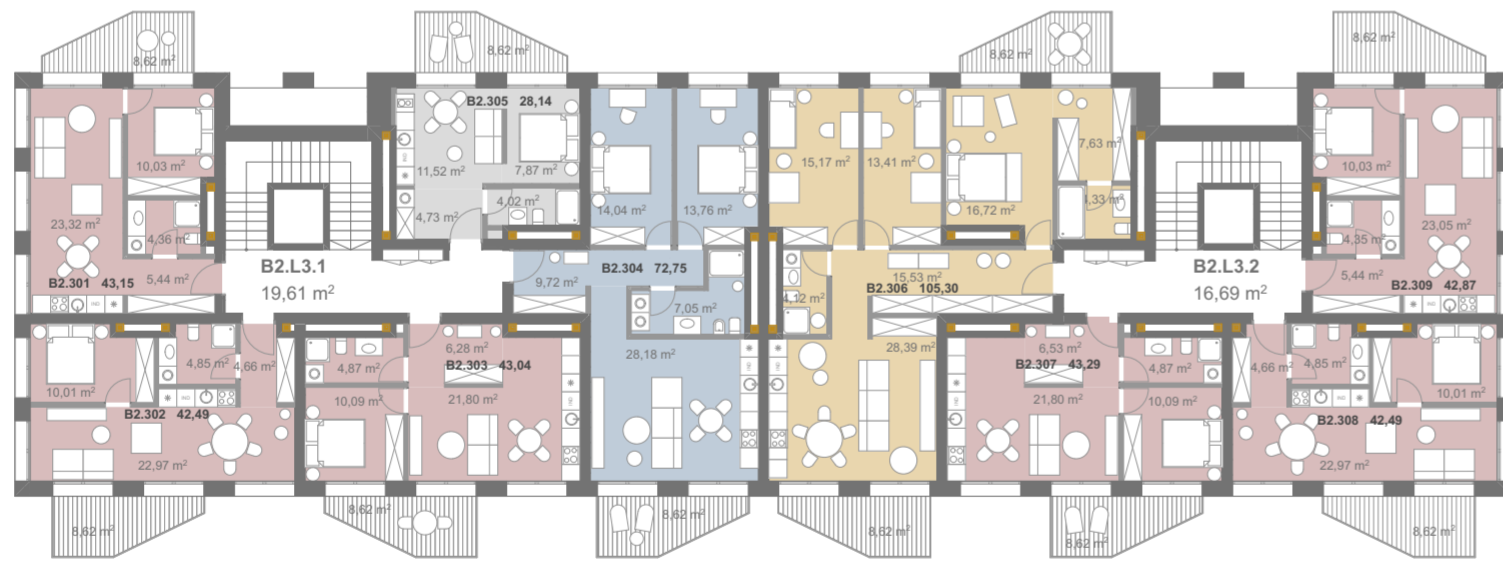 8,62 m²
8,62 m²
8,62 m²
8,62 m²
B2.305 28,14
10,03 m²
11,52 m²
7,87 m²
15,17 m²
13,41 m²
7,63 m²
10,03 m²
23,32 m²
4,73 m²
4,02 m²
14,04 m²
13,76 m²
16,72 m²
,33 m²
23,05 m²
4,36 m²
4,35 m²
5,44 m²
B2.L3.1
19,61 m²
B2.301 43,15
9,72 m²
B2.304 72,75
15,53 m²
B2.306 105,30
4,12 m²
B2.L3.2
16,69 m²
5,44 m²
B2.309 42,87
7,05 m²
4,85 m²
4,66 m²
4,87 m²
6,28 m²
B2.303 43,04
28,18 m²
28,39 m²
6,53 m²
B2.307 43,29
4,87 m²
4,66 m²
4,85 m²
10,01 m²
B2.302 42,49
10,09 m²
21,80 m²
21,80 m²
10,09 m²
10,01 m²
B2.308 42,49
22,97 m²
22,97 m²
8,62 m²
8,62 m²
8,62 m²
8,62 m²
8,62 m²
8,62 m²